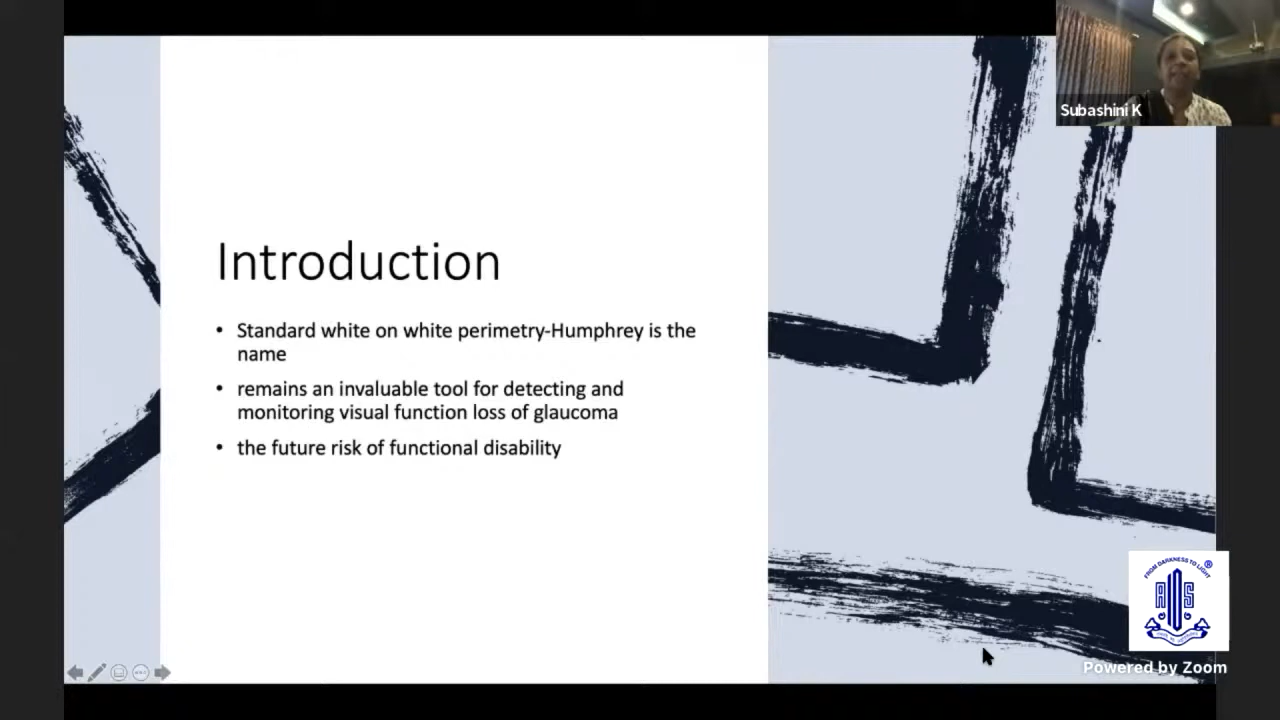 Subashini K
Introduction
• Standard white on white perimetry-Humphrey is the
name
• remains an invaluable tool for detecting and
monitoring visual function loss of glaucoma
• the future risk of functional disability
FROM DARKNESS TO LIGHT
®
AIOS
Powered by Zoom